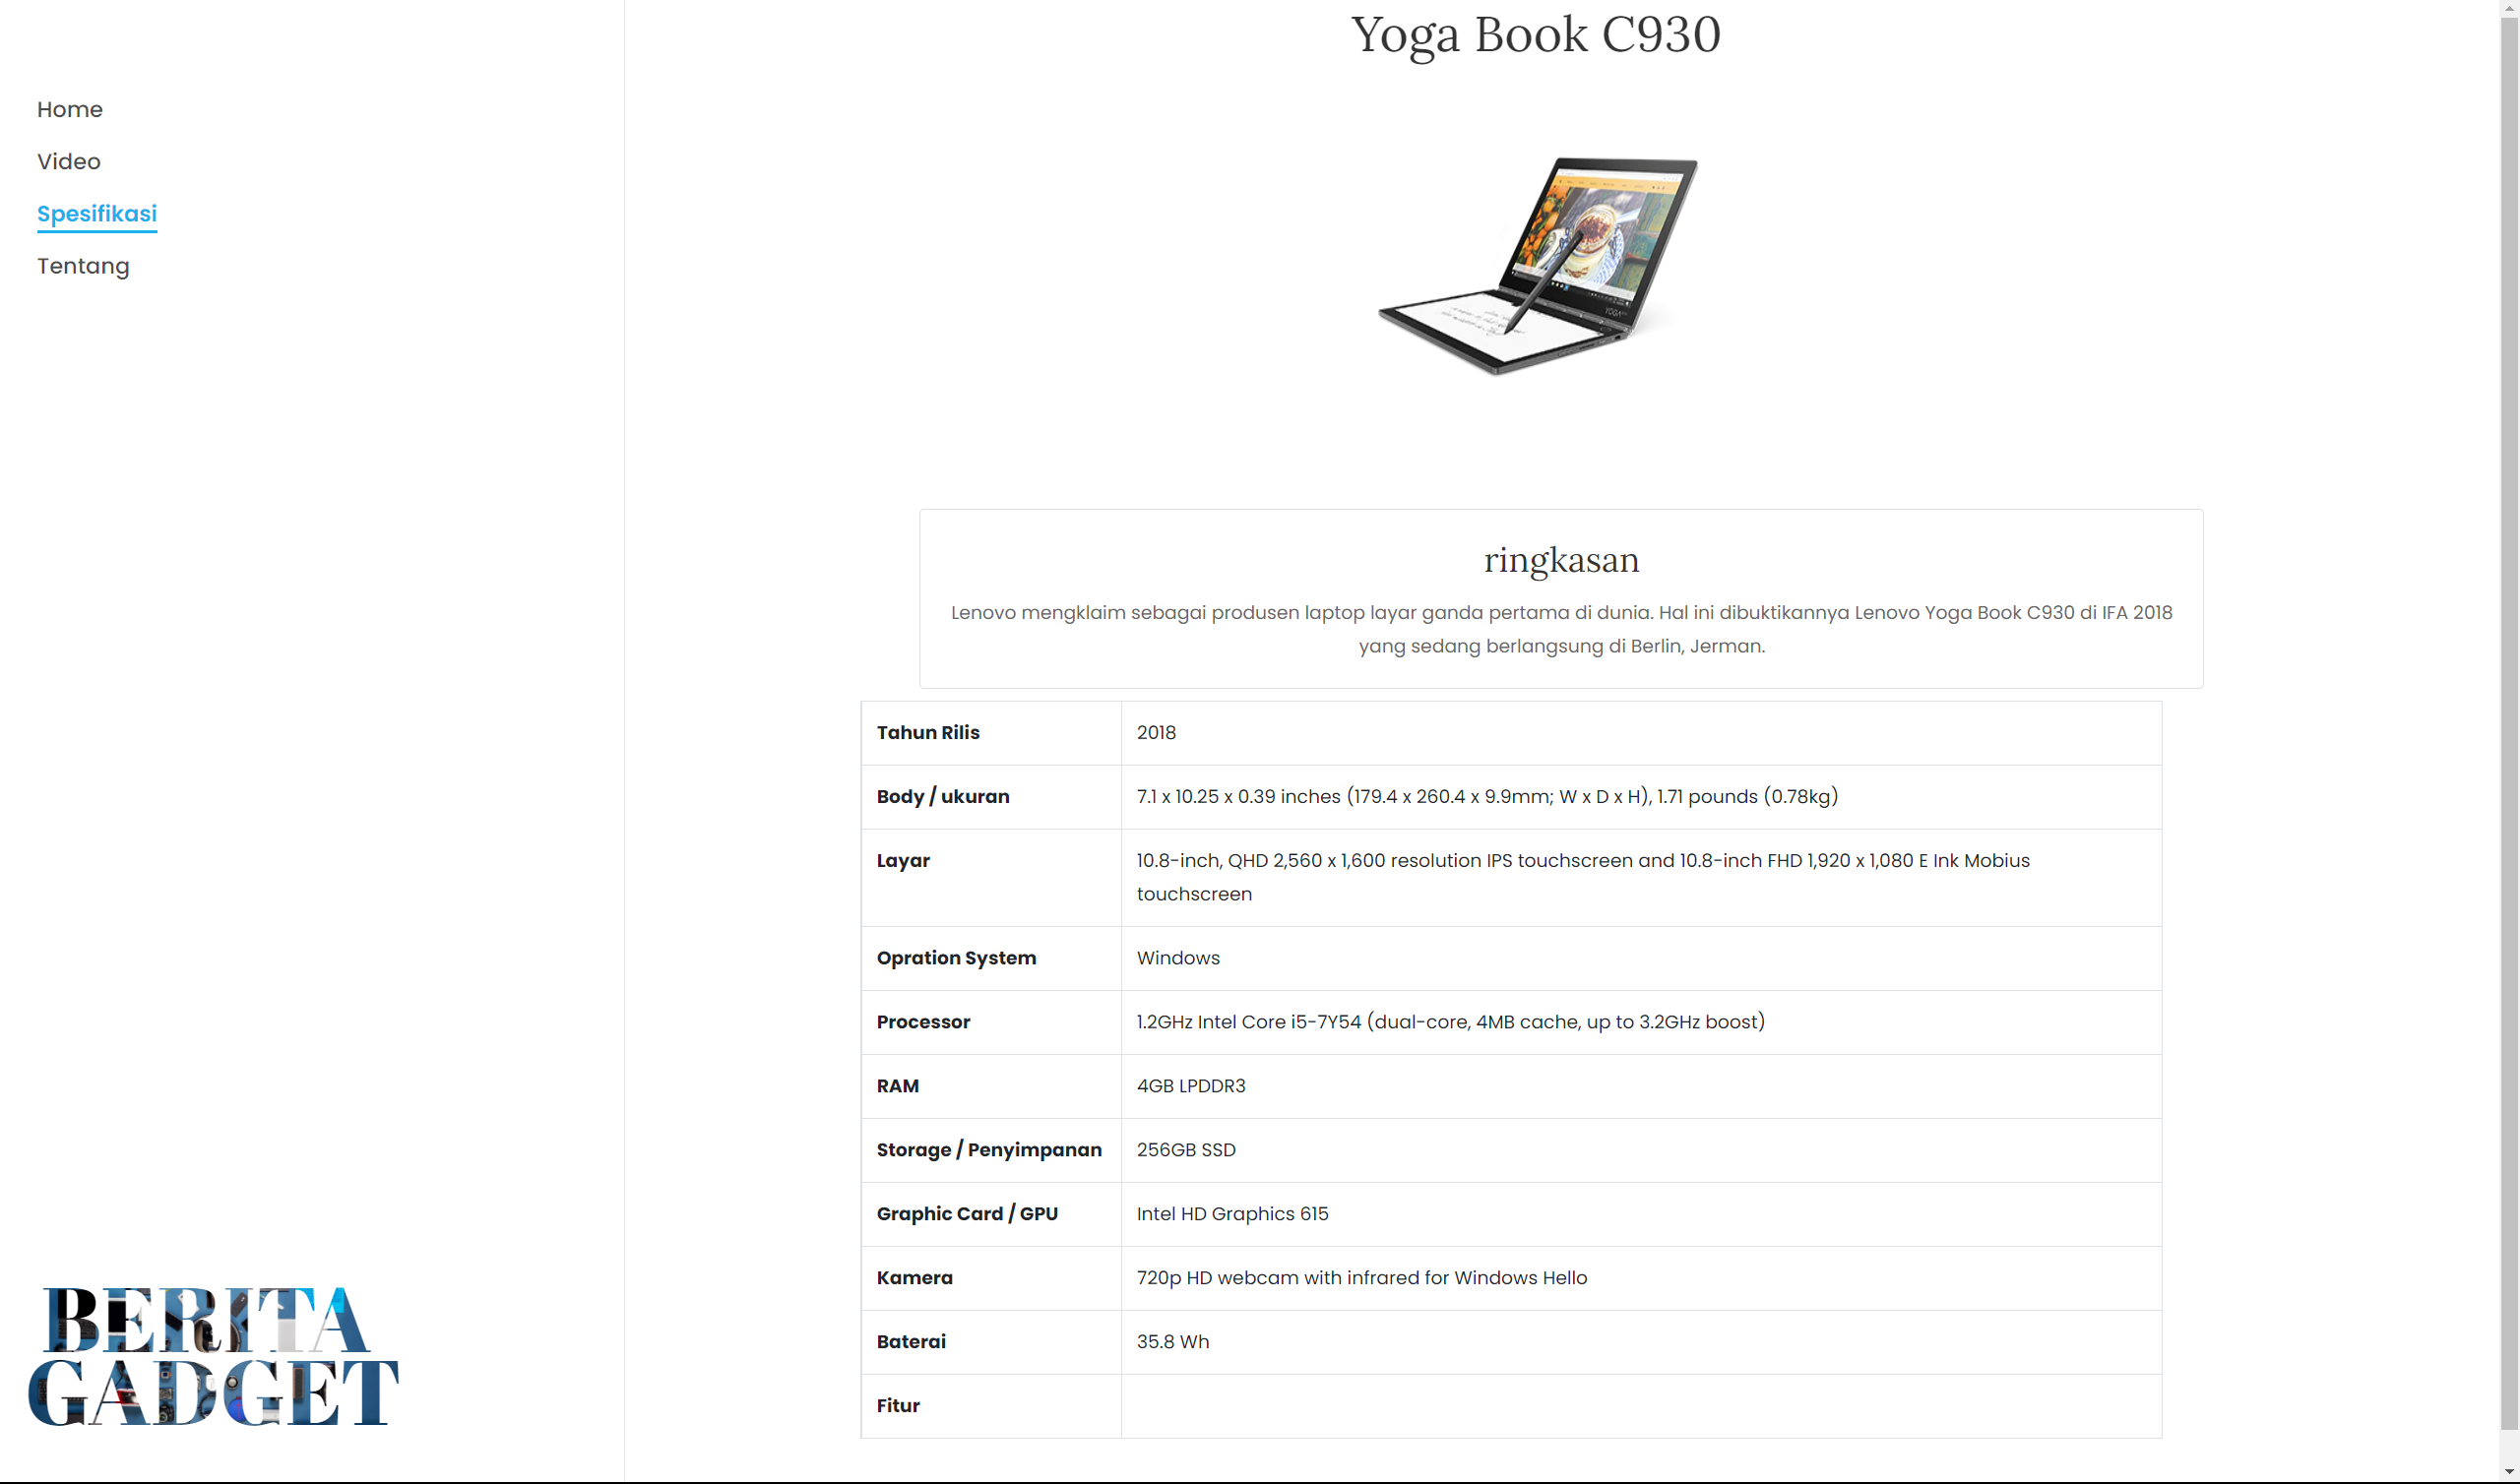 Yoga Book C930
Home
Video
Spesifikasi
Tentang
YOGA
ringkasan
Lenovo mengklaim sebagai produsen laptop layar ganda pertama di dunia. Hal ini dibuktikannya Lenovo Yoga Book C930 di IFA 2018
yang sedang berlangsung di Berlin, Jerman.
Tahun Rilis 2018
Body / ukuran 7.1 x 10.25 x 0.39 inches (179.4 x 260.4 x 9.9mm; W x D x H), 1.71 pounds (0.78kg)
Layar 10.8-inch, QHD 2,560 x 1,600 resolution IPS touchscreen and 10.8-inch FHD 1,920 x 1,080 E Ink Mobius
touchscreen
Opration System Windows
Processor 1.2GHz Intel Core i5-7Y54 (dual-core, 4MB cache, up to 3.2GHz boost)
RAM 4GB LPDDR3
Storage / Penyimpanan 256GB SSD
Graphic Card / GPU Intel HD Graphics 615
Kamera 720p HD webcam with infrared for Windows Hello
Baterai 35.8 Wh
Fitur
BERITA
GADGET